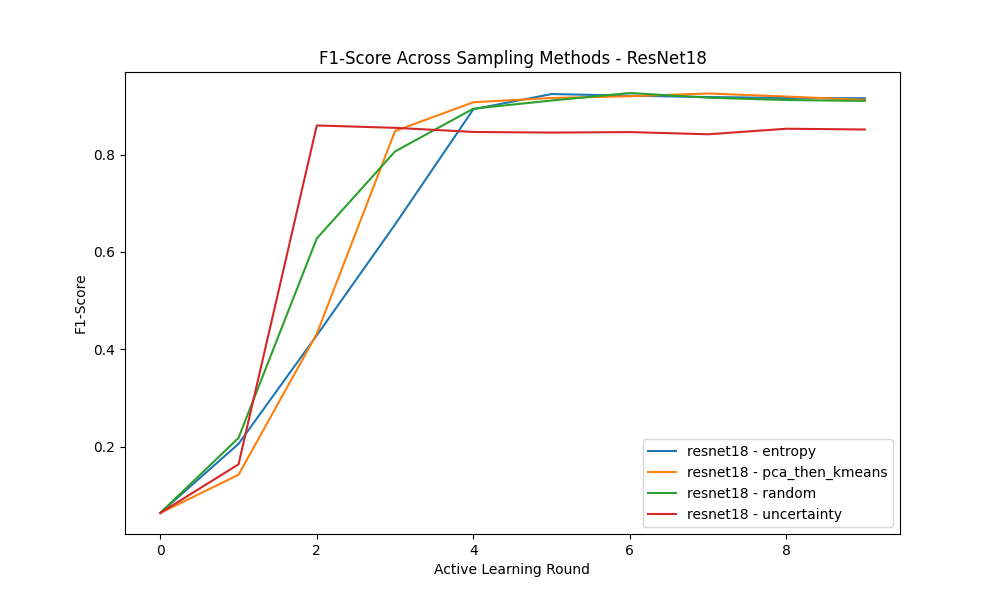 F1-Score Across Sampling Methods - ResNet18
F1-Score
0.8
0.6
0.4
0.2
0
2
4
6
8
Active Learning Round
resnet18 - entropy
resnet18 - pca_then_kmeans
resnet18 - random
resnet18 - uncertainty